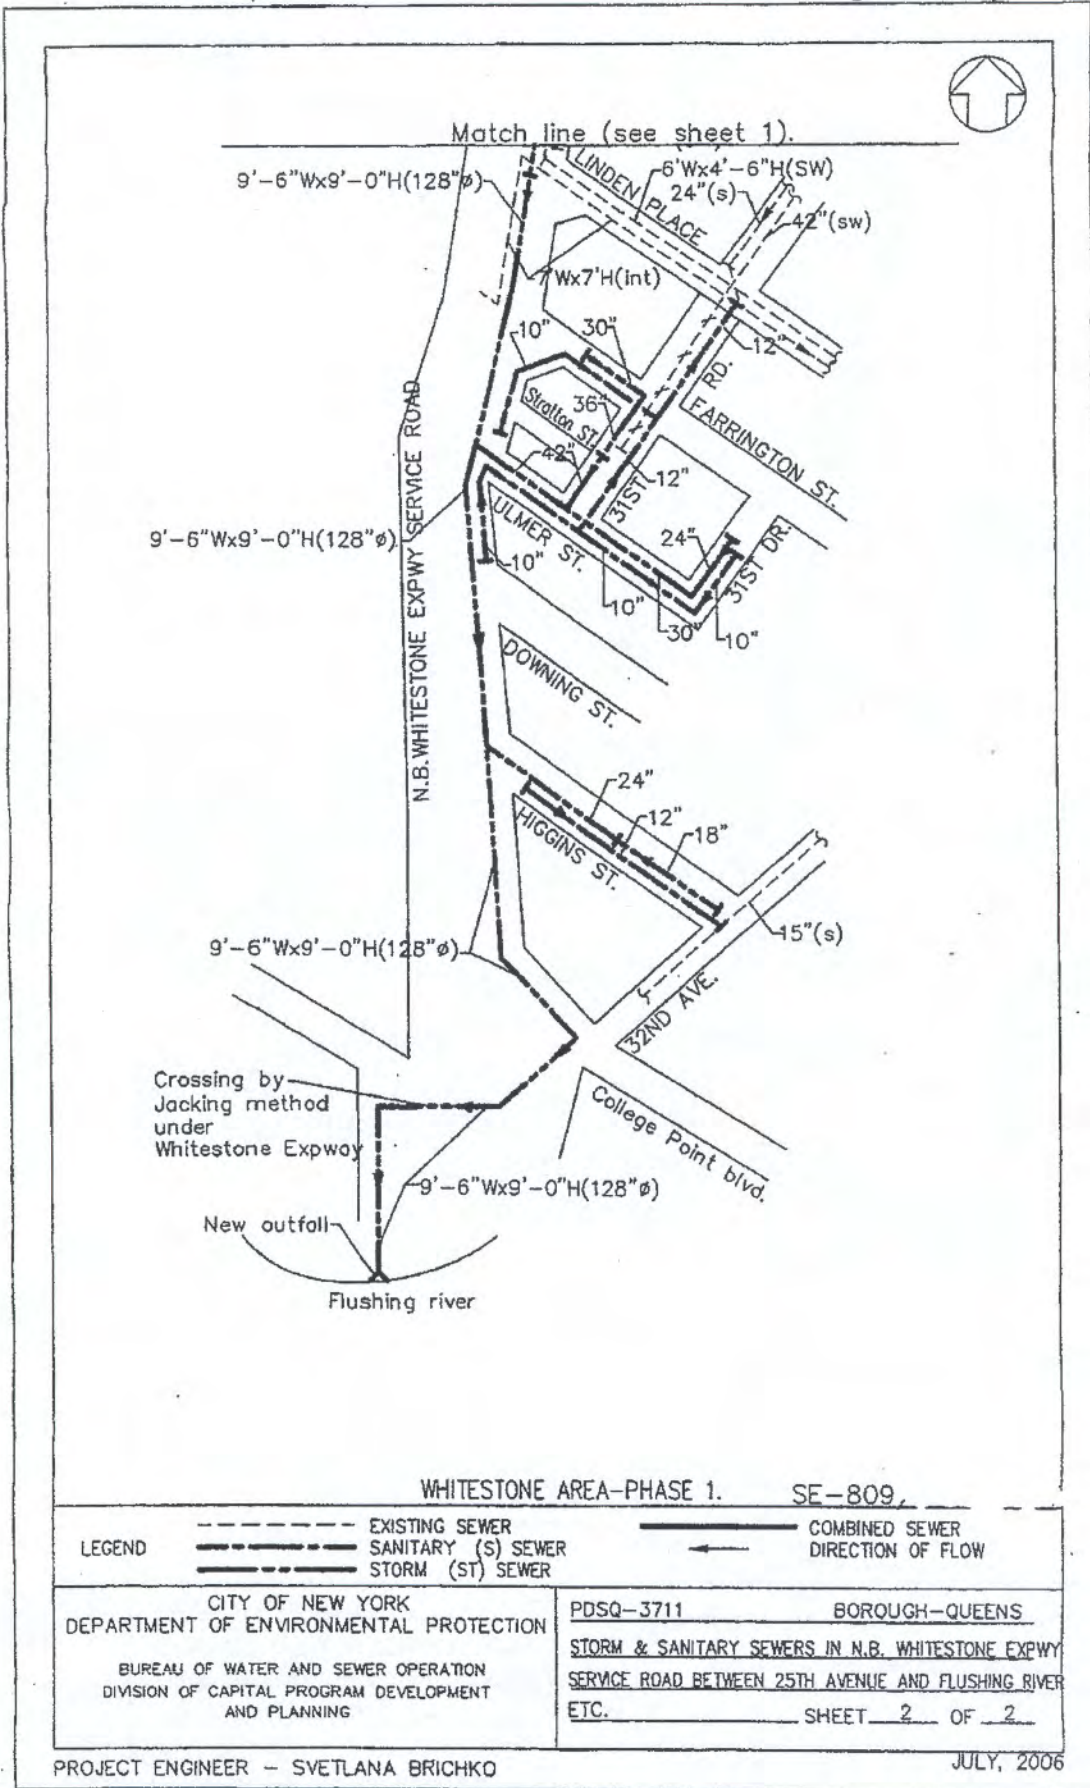 Match line (see sheet 1).
9'-6"Wx9'-0"H(128"ø)
LINDEN PLACE
6'Wx4'-6"H(SW)
24"(s)
42"(sw)
7'Wx7'H(int)
10"
30"
12"
RD.
Stratton ST.
36"
FARRINGTON ST.
N.B.WHITESTONE EXPWY SERVICE ROAD
42"
12"
31ST
9'-6"Wx9'-0"H(128"ø)
ULMER ST.
24"
31ST DR.
10"
10"
30"
10"
DOWNING ST.
24"
12"
18"
HIGGINS ST.
15"(s)
9'-6"Wx9'-0"H(128"ø)
32ND AVE.
Crossing by
Jacking method
under
Whitestone Expway
College Point blvd.
9'-6"Wx9'-0"H(128"ø)
New outfall
Flushing river
WHITESTONE AREA-PHASE 1. SE-809
LEGEND
EXISTING SEWER
SANITARY (S) SEWER
STORM (ST) SEWER
COMBINED SEWER
DIRECTION OF FLOW
CITY OF NEW YORK
DEPARTMENT OF ENVIRONMENTAL PROTECTION
BUREAU OF WATER AND SEWER OPERATION
DIVISION OF CAPITAL PROGRAM DEVELOPMENT
AND PLANNING
PDSQ-3711 BOROUGH-QUEENS
STORM & SANITARY SEWERS IN N.B. WHITESTONE EXPWY
SERVICE ROAD BETWEEN 25TH AVENUE AND FLUSHING RIVER
ETC. SHEET 2 OF 2
PROJECT ENGINEER - SVETLANA BRICHKO
JULY, 2006